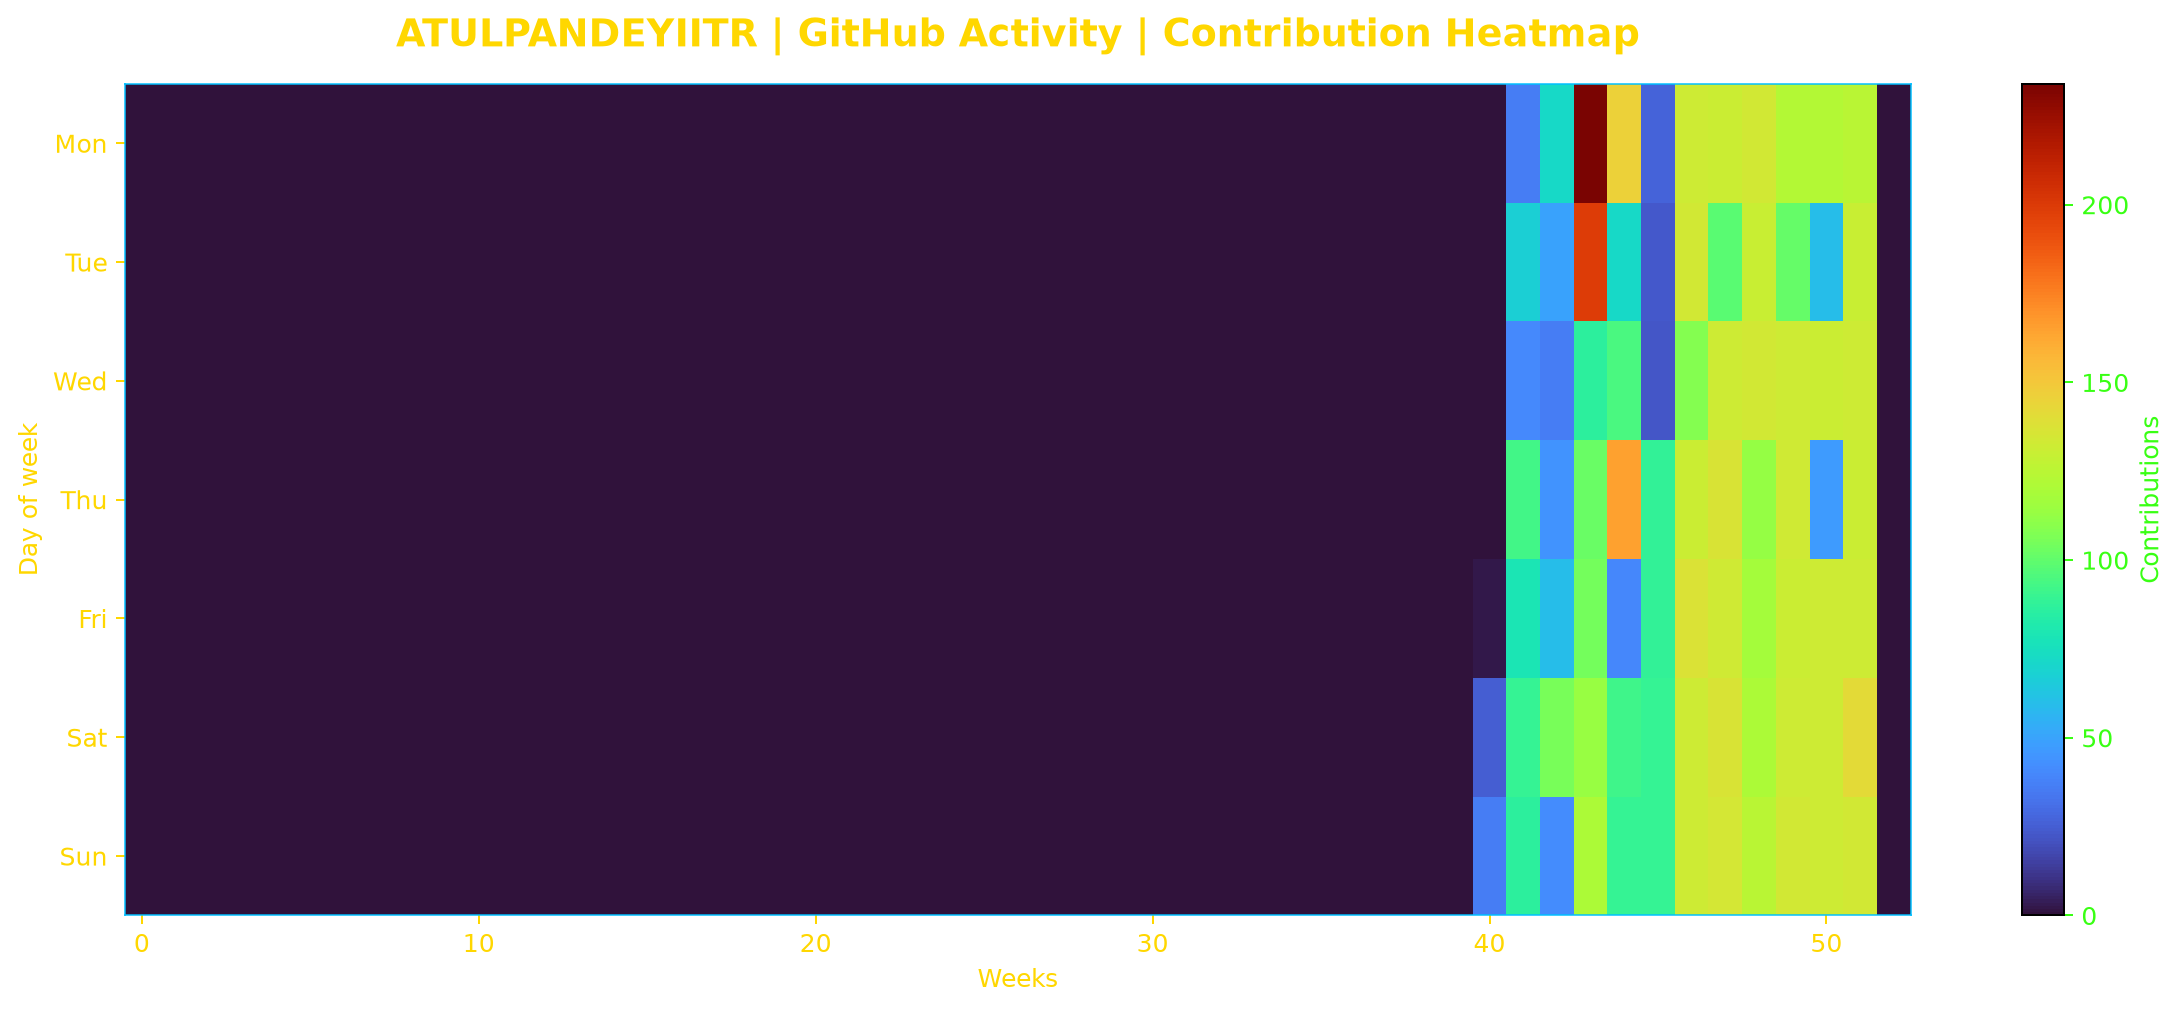 ATULPANDEYIITR | GitHub Activity | Contribution Heatmap
Day of week
Mon
Tue
Wed
Thu
Fri
Sat
Sun
0 10 20 30 40 50
Weeks
200
150
100
50
0
Contributions